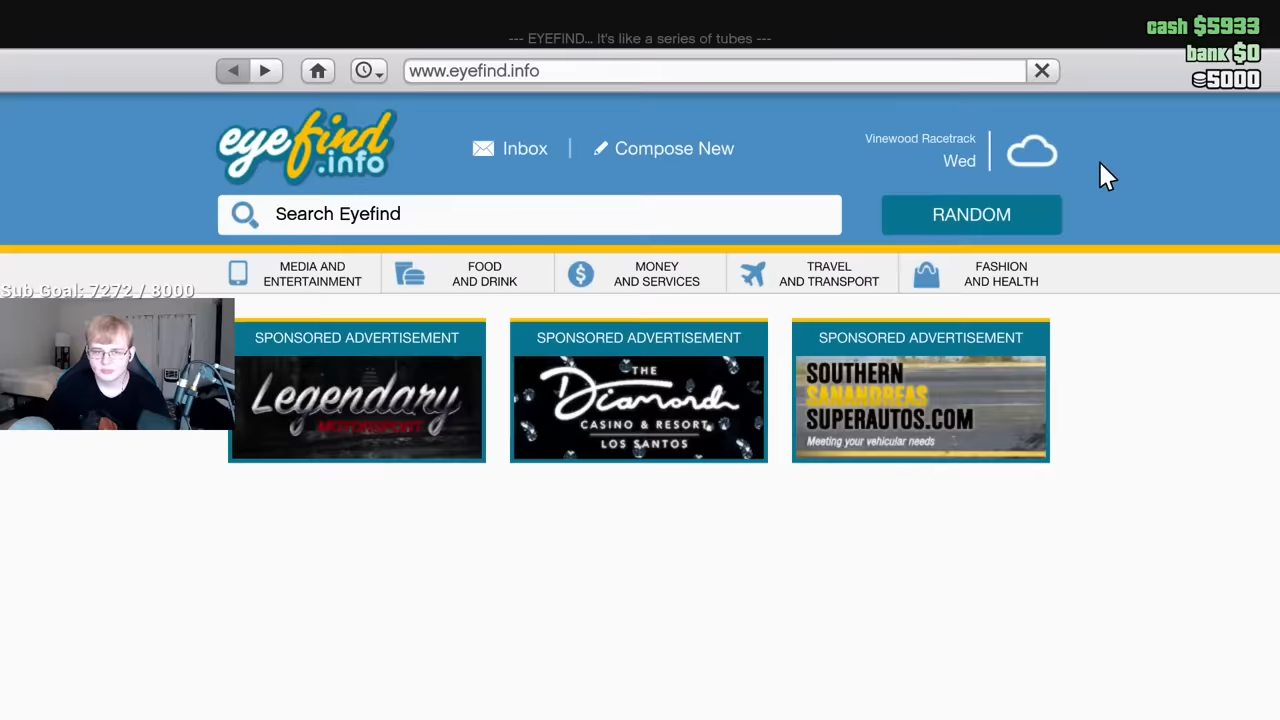 --- EYEFIND... It's like a series of tubes ---
cash $5933
bank $0
5000
www.eyefind.info
eyefind
.info
Inbox
Compose New
Vinewood Racetrack
Wed
Search Eyefind
RANDOM
MEDIA AND
ENTERTAINMENT
FOOD
AND DRINK
MONEY
AND SERVICES
TRAVEL
AND TRANSPORT
FASHION
AND HEALTH
Sub Goal: 7272 / 8000
SPONSORED ADVERTISEMENT
Legendary
MOTORSPORT
SPONSORED ADVERTISEMENT
THE
Diamond
CASINO & RESORT
LOS SANTOS
SPONSORED ADVERTISEMENT
SOUTHERN
SANANDREAS
SUPERAUTOS.COM
Meeting your vehicular needs